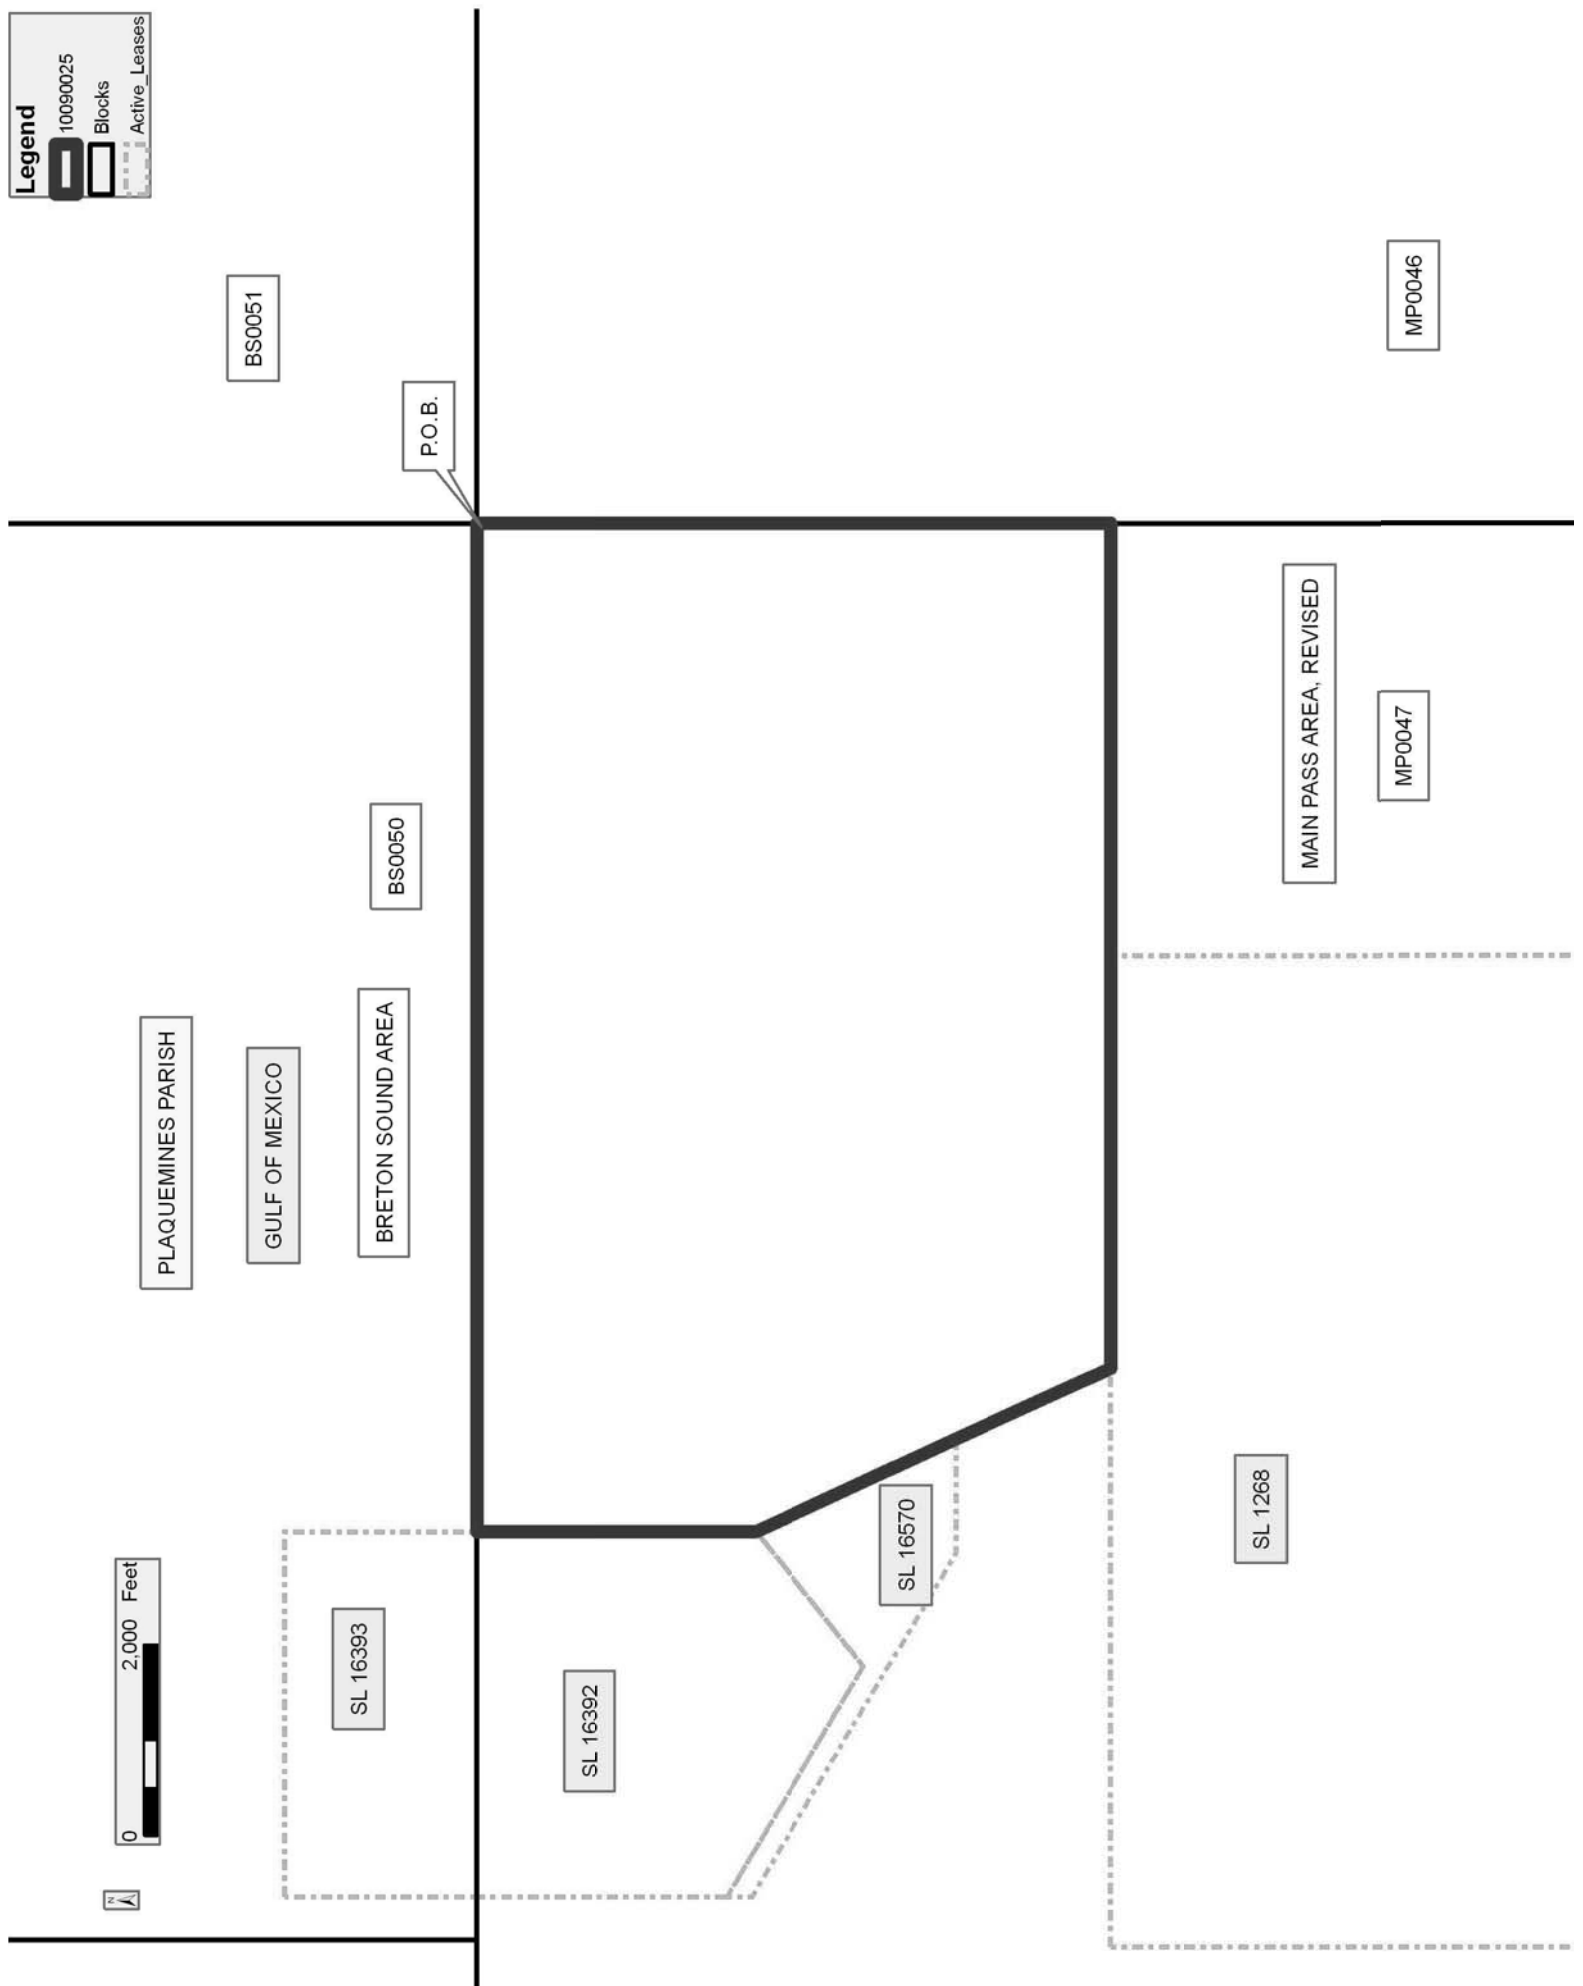 N
0 2,000 Feet
PLAQUEMINES PARISH
GULF OF MEXICO
BRETON SOUND AREA
BS0050
BS0051
Legend
10090025
Blocks
Active_Leases
SL 16393
P.O.B.
SL 16392
SL 16570
SL 1268
MAIN PASS AREA, REVISED
MP0047
MP0046